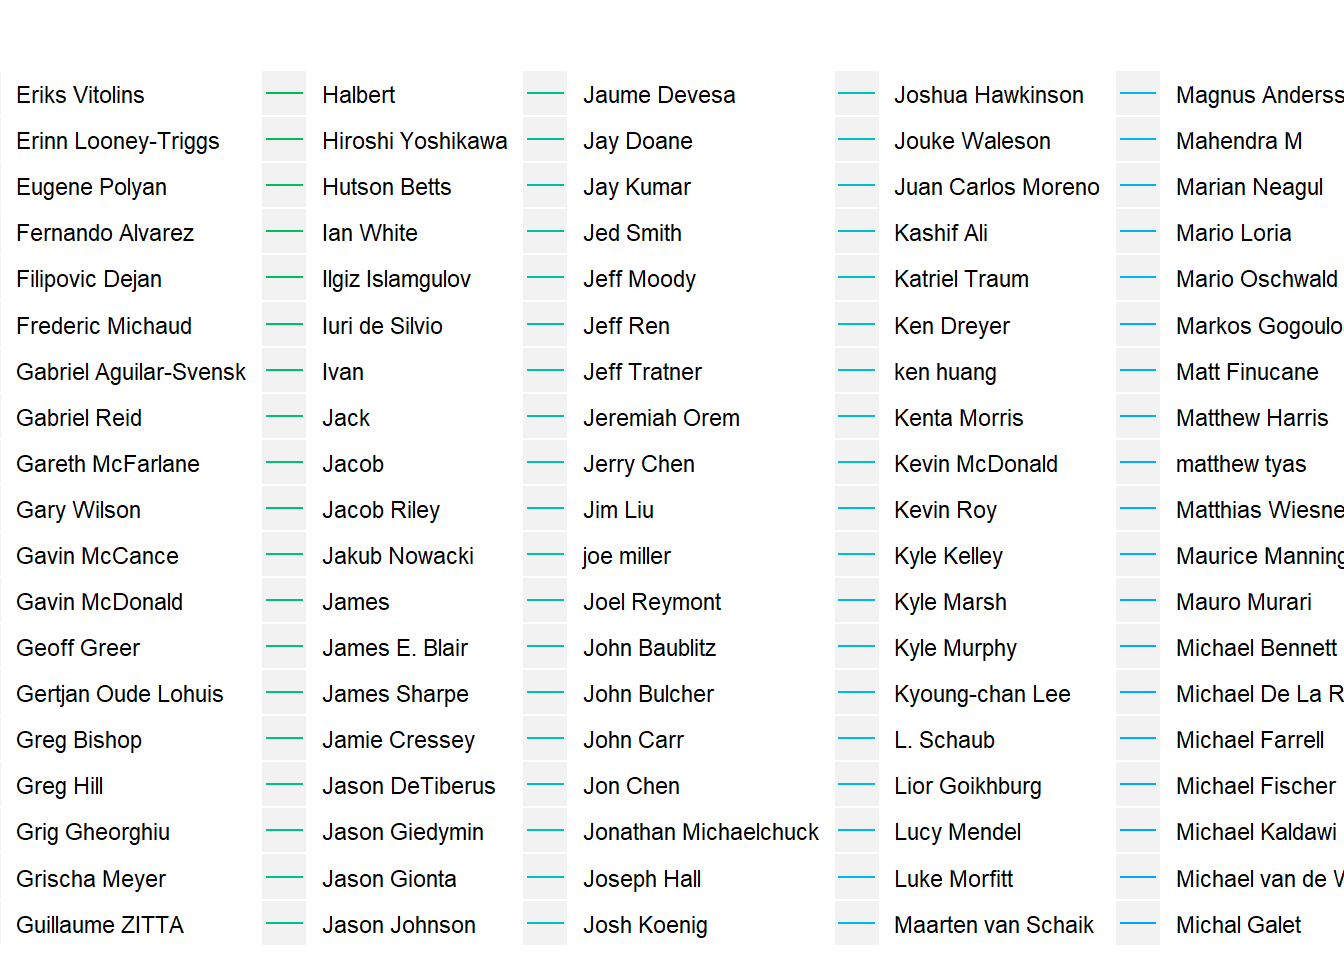 Eriks Vitolins
Erinn Looney-Triggs
Eugene Polyan
Fernando Alvarez
Filipovic Dejan
Frederic Michaud
Gabriel Aguilar-Svensk
Gabriel Reid
Gareth McFarlane
Gary Wilson
Gavin McCance
Gavin McDonald
Geoff Greer
Gertjan Oude Lohuis
Greg Bishop
Greg Hill
Grig Gheorghiu
Grischa Meyer
Guillaume ZITTA
Halbert
Hiroshi Yoshikawa
Hutson Betts
Ian White
Ilgiz Islamgulov
Iuri de Silvio
Ivan
Jack
Jacob
Jacob Riley
Jakub Nowacki
James
James E. Blair
James Sharpe
Jamie Cressey
Jason DeTiberus
Jason Giedymin
Jason Gionta
Jason Johnson
Jaume Devesa
Jay Doane
Jay Kumar
Jed Smith
Jeff Moody
Jeff Ren
Jeff Tratner
Jeremiah Orem
Jerry Chen
Jim Liu
joe miller
Joel Reymont
John Baublitz
John Bulcher
John Carr
Jon Chen
Jonathan Michaelchuck
Joseph Hall
Josh Koenig
Joshua Hawkinson
Jouke Waleson
Juan Carlos Moreno
Kashif Ali
Katriel Traum
Ken Dreyer
ken huang
Kenta Morris
Kevin McDonald
Kevin Roy
Kyle Kelley
Kyle Marsh
Kyle Murphy
Kyoung-chan Lee
L. Schaub
Lior Goikhburg
Lucy Mendel
Luke Morfitt
Maarten van Schaik
Magnus Anderss
Mahendra M
Marian Neagul
Mario Loria
Mario Oschwald
Markos Gogoulo
Matt Finucane
Matthew Harris
matthew tyas
Matthias Wiesne
Maurice Manning
Mauro Murari
Michael Bennett
Michael De La R
Michael Farrell
Michael Fischer
Michael Kaldawi
Michael van de W
Michal Galet